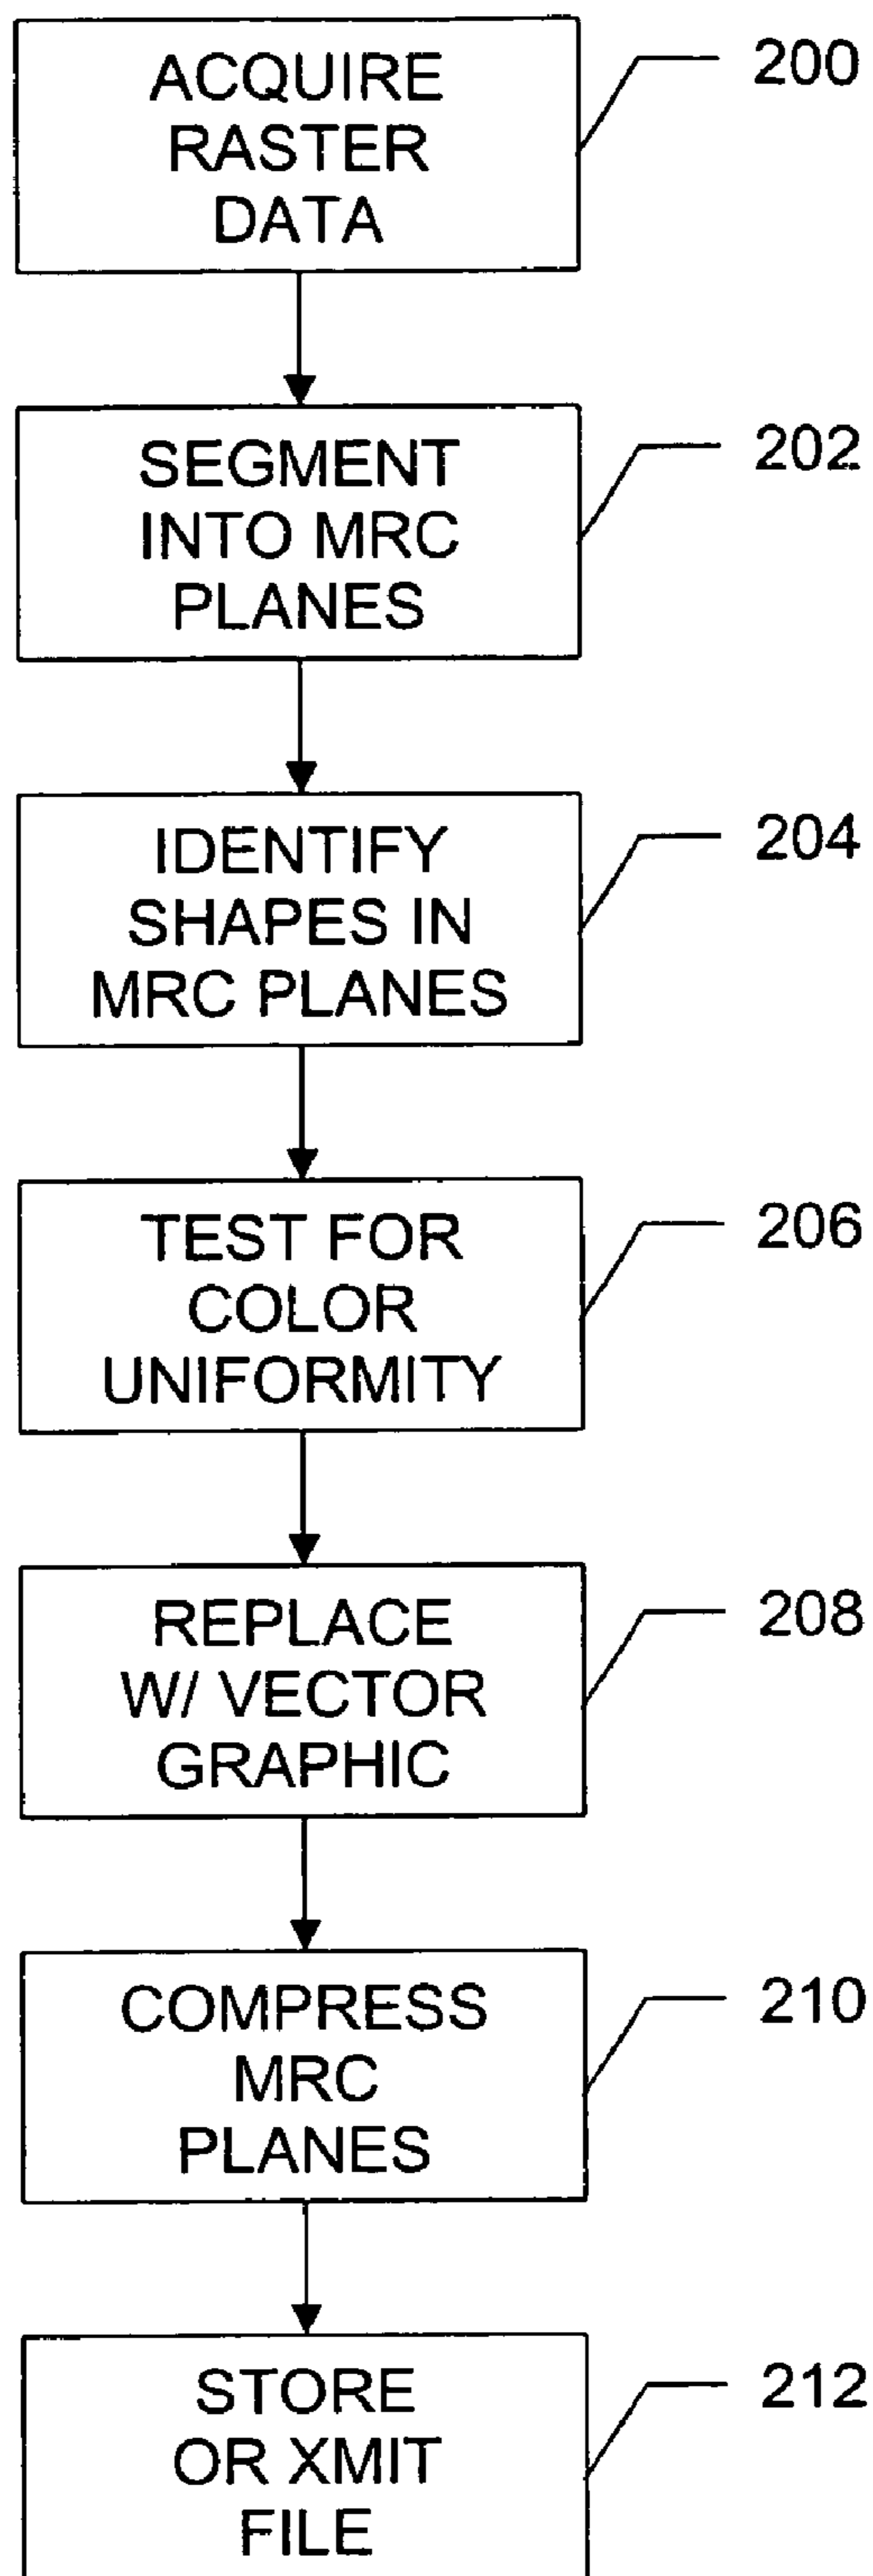 ACQUIRE
RASTER
DATA
200
SEGMENT
INTO MRC
PLANES
202
IDENTIFY
SHAPES IN
MRC PLANES
204
TEST FOR
COLOR
UNIFORMITY
206
REPLACE
W/ VECTOR
GRAPHIC
208
COMPRESS
MRC
PLANES
210
STORE
OR XMIT
FILE
212